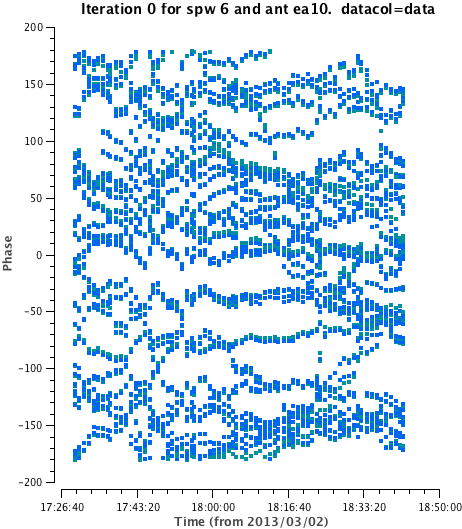 Iteration 0 for spw 6 and ant ea10.  datacol=data
200
150
100
50
0
−50
−100
−150
−200
Phase
17:26:40 17:43:20 18:00:00 18:16:40 18:33:20 18:50:00
Time (from 2013/03/02)